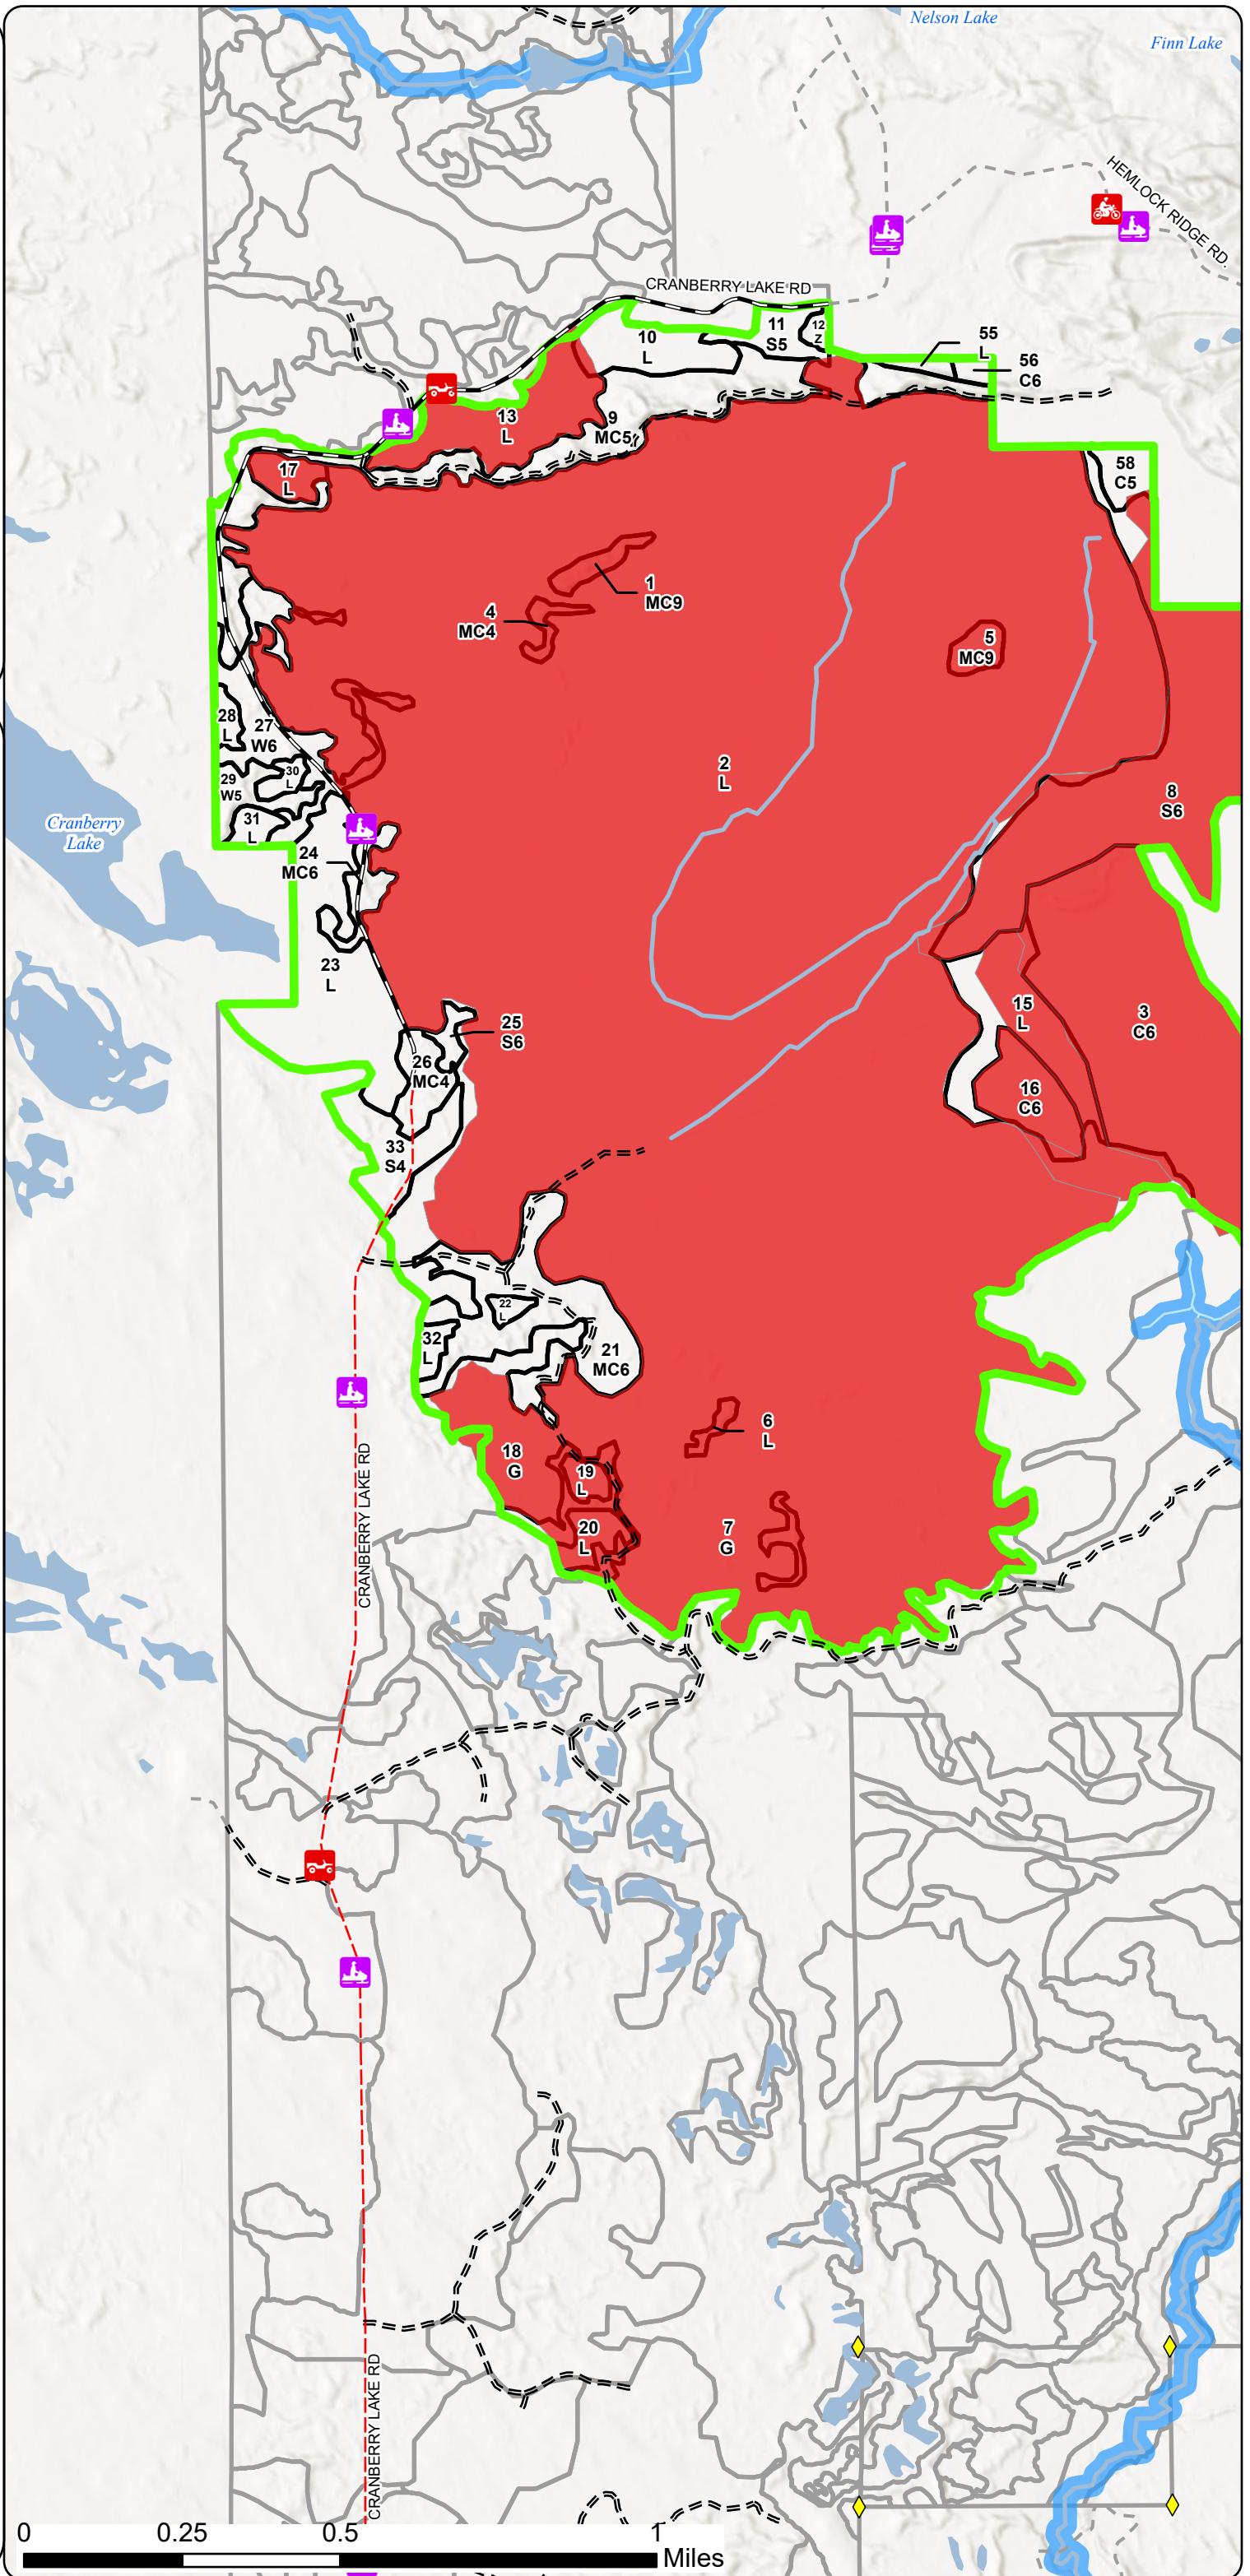 Nelson Lake
Finn Lake
HEMLOCK RIDGE RD.
CRANBERRY LAKE RD
10
L
11
S5
12
Z
55
L
56
C6
13
L
9
MC5
17
L
58
C5
1
MC9
4
MC4
5
MC9
28
L
27
W6
2
L
29
W5
30
L
8
S6
31
L
Cranberry
Lake
24
MC6
23
L
25
S6
15
L
3
C6
26
MC4
16
C6
33
S4
22
L
32
L
21
MC6
6
L
18
G
19
L
20
L
7
G
CRANBERRY LAKE RD
CRANBERRY LAKE RD
0 0.25 0.5 1
Miles